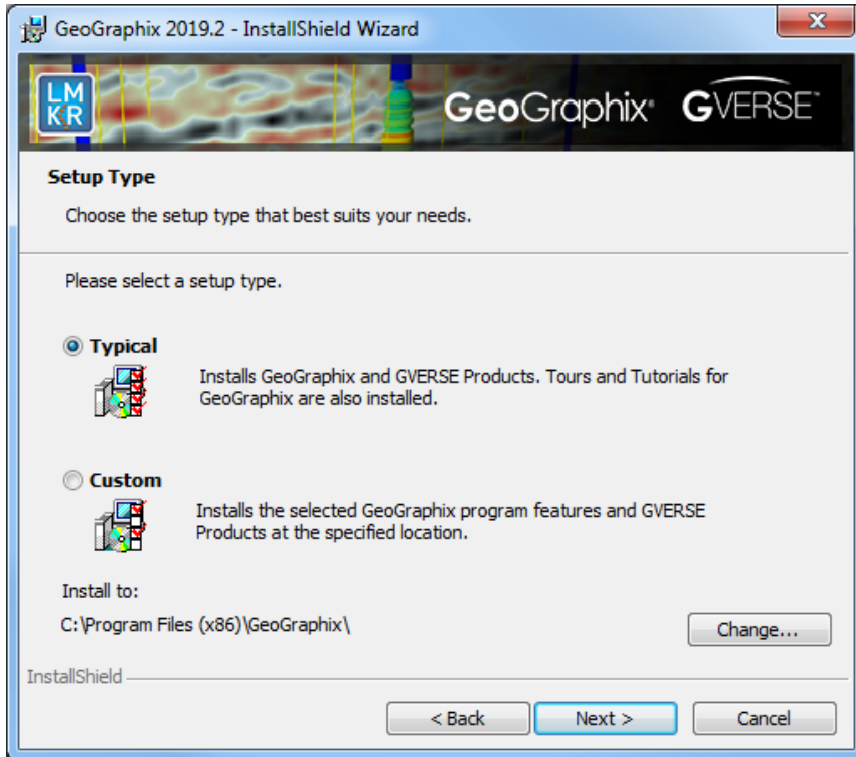 GeoGraphix 2019.2 - InstallShield Wizard
LM
KR
GeoGraphix® GVERSE™
Setup Type
Choose the setup type that best suits your needs.
Please select a setup type.
Typical
Installs GeoGraphix and GVERSE Products. Tours and Tutorials for
GeoGraphix are also installed.
Custom
Installs the selected GeoGraphix program features and GVERSE
Products at the specified location.
Install to:
C:\Program Files (x86)\GeoGraphix\
Change...
InstallShield
< Back
Next >
Cancel